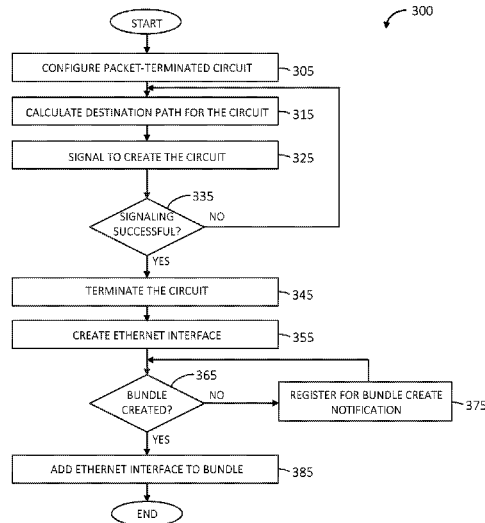 START
300
CONFIGURE PACKET-TERMINATED CIRCUIT
305
CALCULATE DESTINATION PATH FOR THE CIRCUIT
315
SIGNAL TO CREATE THE CIRCUIT
325
335
SIGNALING
SUCCESSFUL?
NO
YES
TERMINATE THE CIRCUIT
345
CREATE ETHERNET INTERFACE
355
365
BUNDLE
CREATED?
NO
REGISTER FOR BUNDLE CREATE
NOTIFICATION
375
YES
ADD ETHERNET INTERFACE TO BUNDLE
385
END